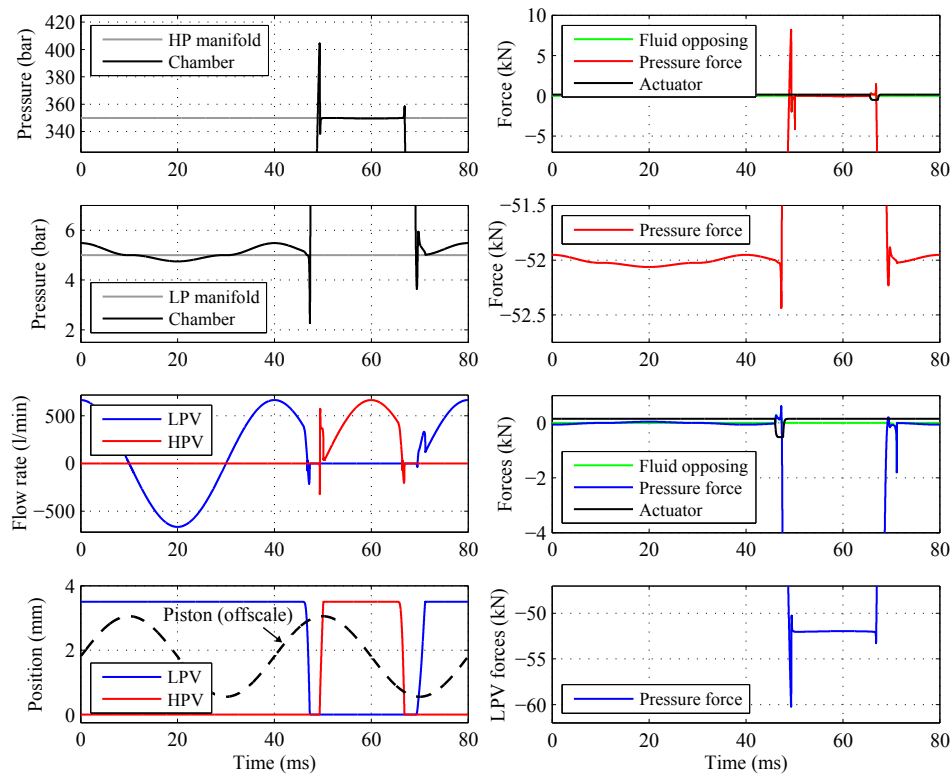 Pressure (bar)
420
400
380
360
340
HP manifold
Chamber
0
20
40
60
80
Force (kN)
10
5
0
−5
Fluid opposing
Pressure force
Actuator
0
20
40
60
80
Pressure (bar)
6
4
2
LP manifold
Chamber
0
20
40
60
80
Force (kN)
−51.5
−52
−52.5
Pressure force
0
20
40
60
80
Flow rate (l/min)
500
0
−500
LPV
HPV
0
20
40
60
80
Forces (kN)
0
−2
−4
Fluid opposing
Pressure force
Actuator
0
20
40
60
80
Position (mm)
4
2
0
Piston (offscale)
LPV
HPV
0
20
40
60
80
Time (ms)
LPV forces (kN)
−50
−55
−60
Pressure force
0
20
40
60
80
Time (ms)